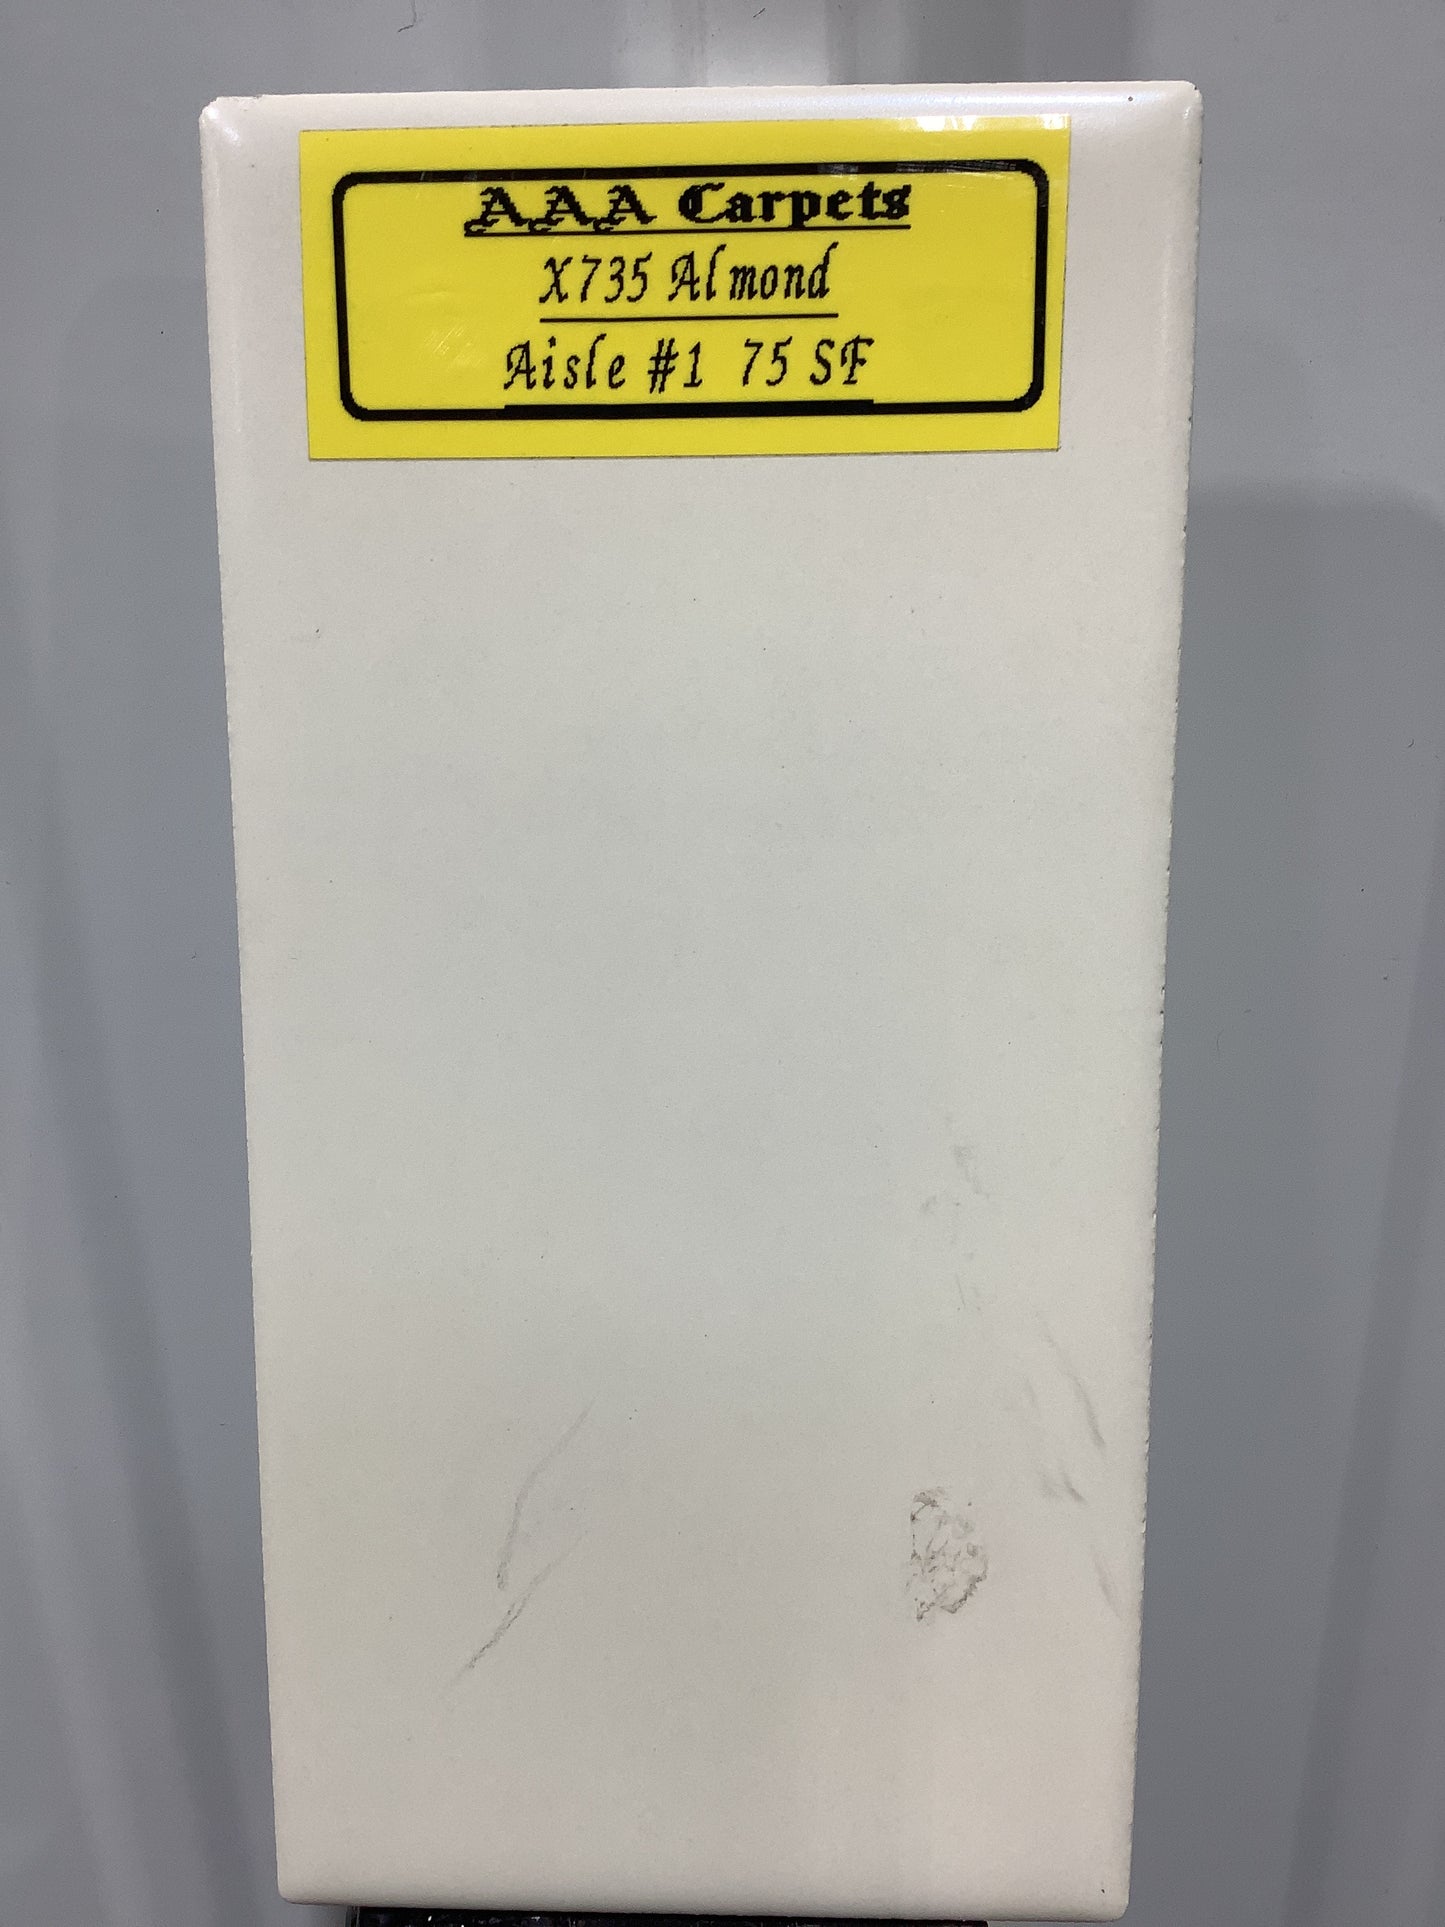 AAA Carpets
X735 Almond
Aisle #1 75 SF